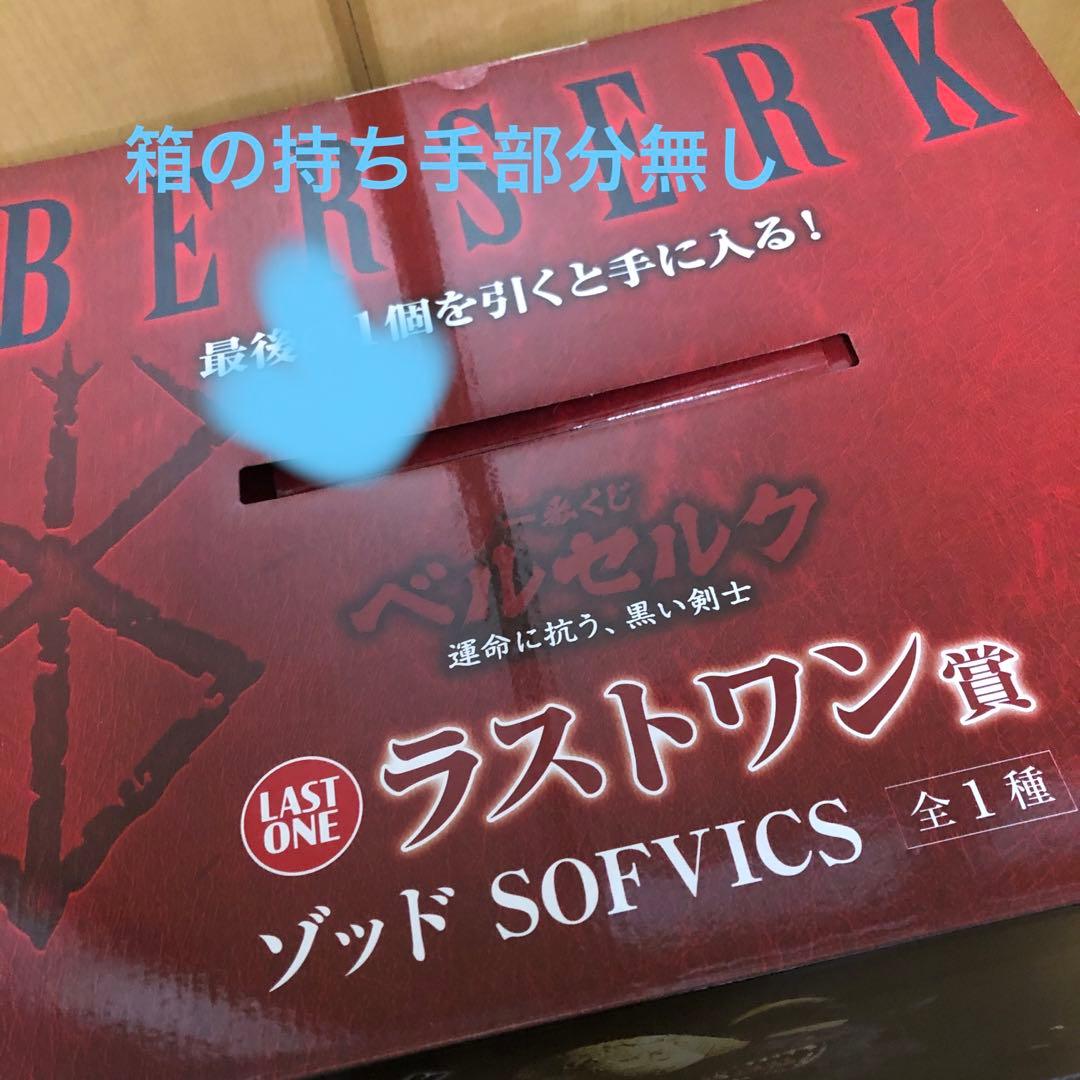 箱の持ち手部分無し
BERSERK
最後 1個を引くと手に入る!
一番くじ
ベルセルク
運命に抗う、黒い剣士
LAST
ONE
ラストワン賞
ゾッド SOFVICS
全1種